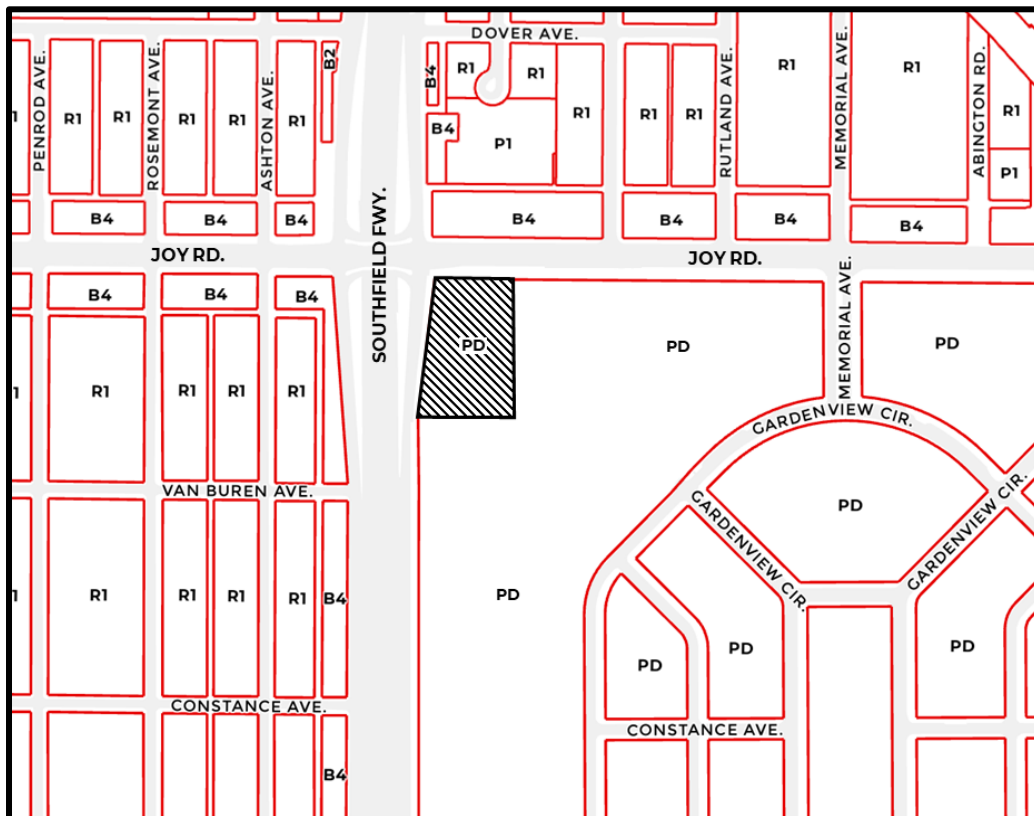 DOVER AVE.
B2
B4
R1
R1
R1
R1
ABINGTON RD.
MEMORIAL AVE.
RUTLAND AVE.
PENROD AVE.
ROSEMONT AVE.
ASHTON AVE.
R1
R1
R1
R1
R1
R1
R1
R1
R1
B4
P1
P1
B4
B4
B4
B4
B4
B4
B4
SOUTHFIELD FWY.
JOY RD.
JOY RD.
MEMORIAL AVE.
B4
B4
B4
PD
PD
PD
R1
R1
R1
R1
GARDENVIEW CIR.
VAN BUREN AVE.
GARDENVIEW CIR.
GARDENVIEW CIR.
PD
R1
R1
R1
R1
B4
PD
PD
PD
PD
CONSTANCE AVE.
CONSTANCE AVE.
B4